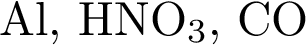 Al, HNO₃, CO